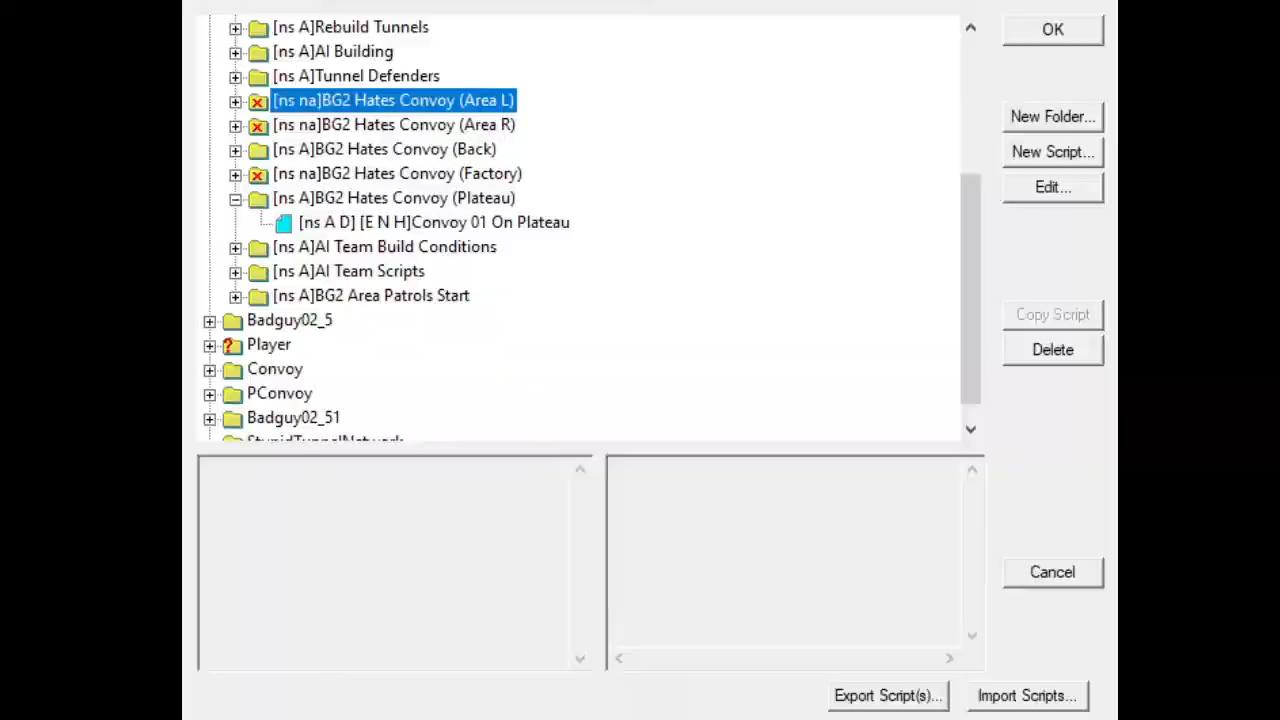 [ns A]Rebuild Tunnels
[ns A]AI Building
[ns A]Tunnel Defenders
[ns na]BG2 Hates Convoy (Area L)
[ns na]BG2 Hates Convoy (Area R)
[ns A]BG2 Hates Convoy (Back)
[ns na]BG2 Hates Convoy (Factory)
[ns A]BG2 Hates Convoy (Plateau)
[ns A D] [E N H]Convoy 01 On Plateau
[ns A]AI Team Build Conditions
[ns A]AI Team Scripts
[ns A]BG2 Area Patrols Start
Badguy02_5
Player
Convoy
PConvoy
Badguy02_51
StupidTunnelNetwork
OK
New Folder...
New Script...
Edit...
Copy Script
Delete
Cancel
Export Script(s)...
Import Scripts...